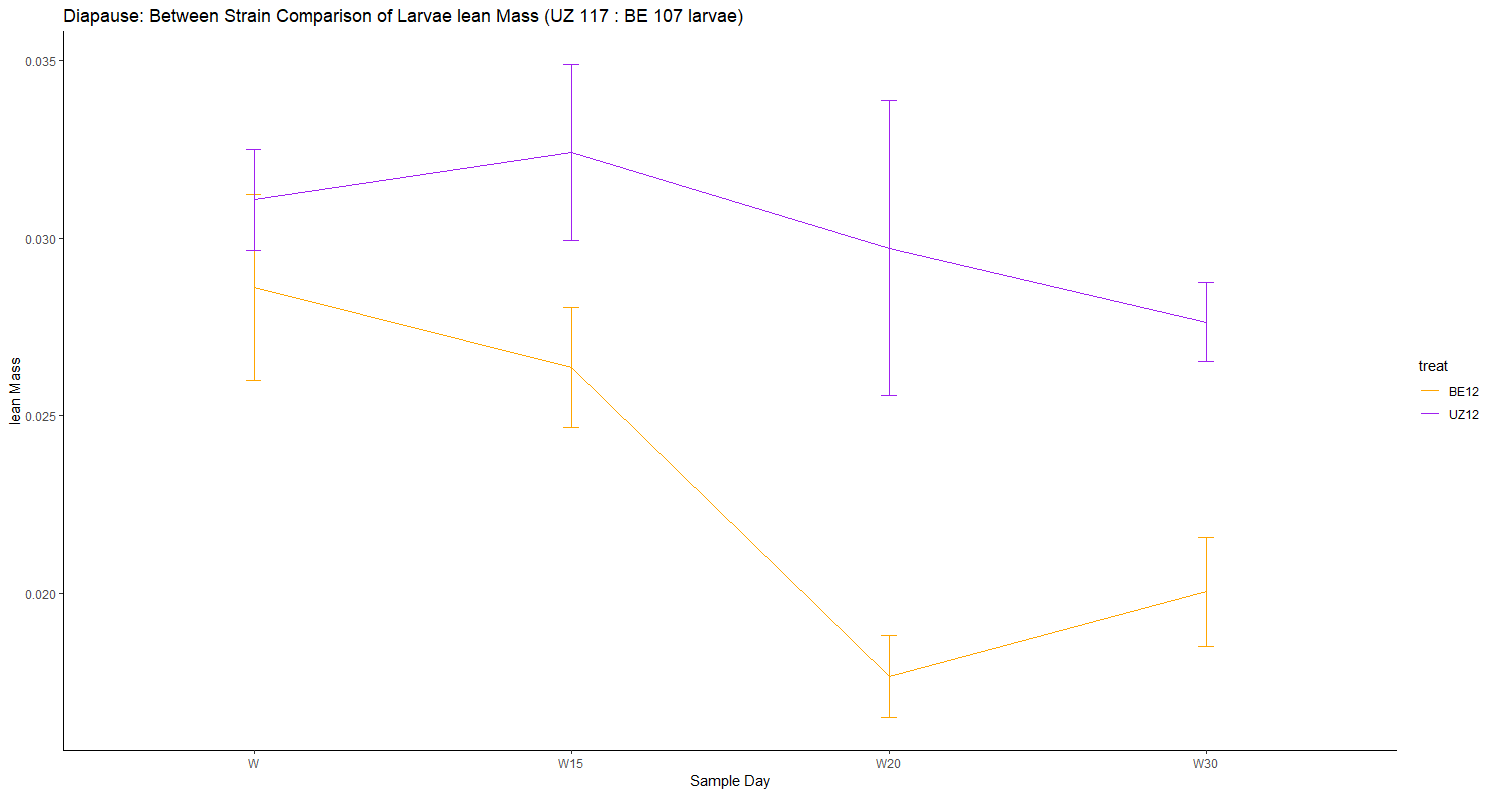 Diapause: Between Strain Comparison of Larvae lean Mass (UZ 117 : BE 107 larvae)
0.035
0.030
0.025
0.020
lean Mass
W W15 W20 W30
Sample Day
treat
BE12
UZ12